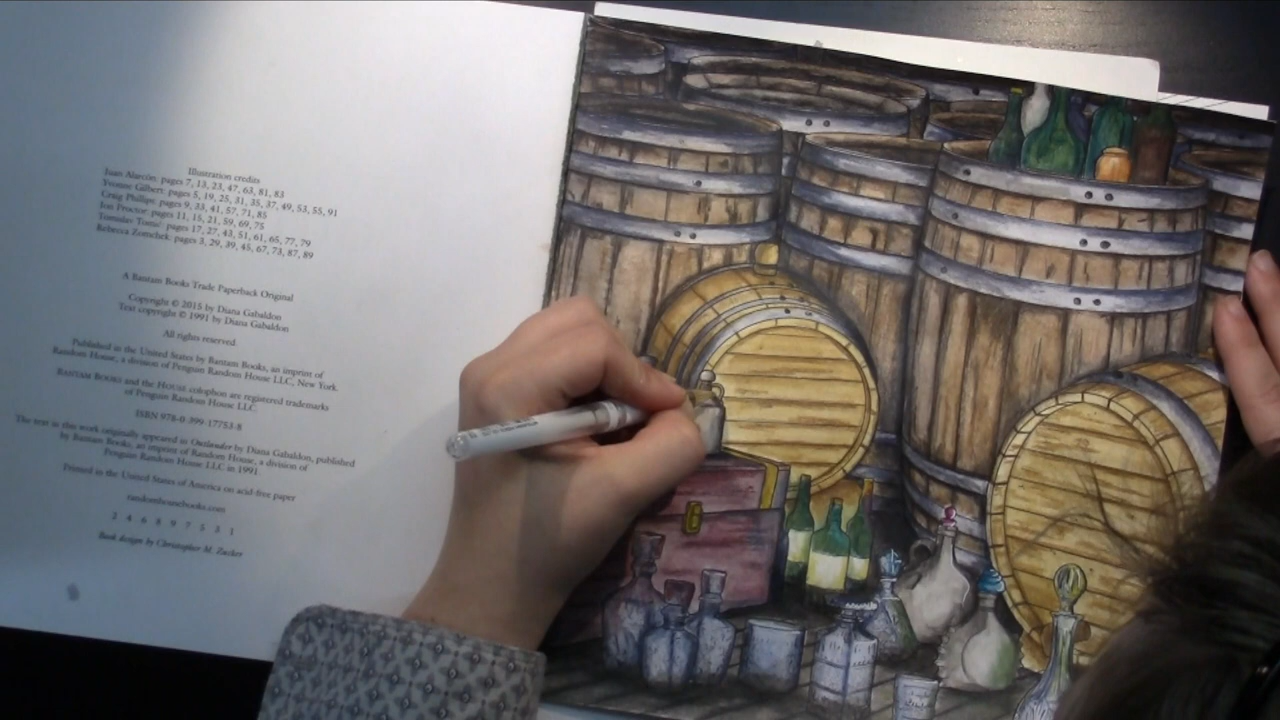 Illustration credits
Juan Alarcón: pages 7, 13, 23, 47, 63, 81, 83
Yvonne Gilbert: pages 5, 19, 25, 31, 35, 37, 49, 53, 55, 91
Craig Phillips: pages 9, 33, 41, 57, 71, 85
Jon Proctor: pages 11, 15, 21, 59, 69, 75
Tomislav Tomić: pages 17, 27, 43, 51, 61, 65, 77, 79
Rebecca Zomchek: pages 3, 29, 39, 45, 67, 73, 87, 89
A Bantam Books Trade Paperback Original
Copyright © 2015 by Diana Gabaldon
Text copyright © 1991 by Diana Gabaldon
All rights reserved.
Published in the United States by Bantam Books, an imprint of
Random House, a division of Penguin Random House LLC, New York.
BANTAM BOOKS and the HOUSE colophon are registered trademarks
of Penguin Random House LLC.
ISBN 978-0-399-17753-8
The text in this work originally appeared in Outlander by Diana Gabaldon, published
by Bantam Books, an imprint of Random House, a division of
Penguin Random House LLC in 1991.
Printed in the United States of America on acid-free paper
randomhousebooks.com
2 4 6 8 9 7 5 3 1
Book design by Christopher M. Zucker